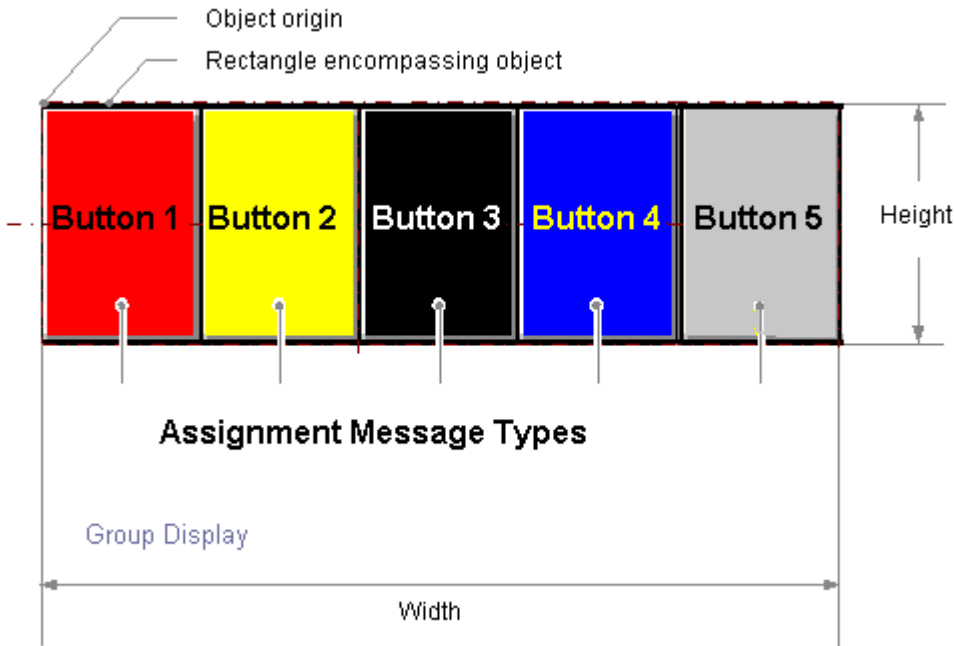 Object origin
Rectangle encompassing object
Button 1 Button 2 Button 3 Button 4 Button 5
Height
Assignment Message Types
Group Display
Width